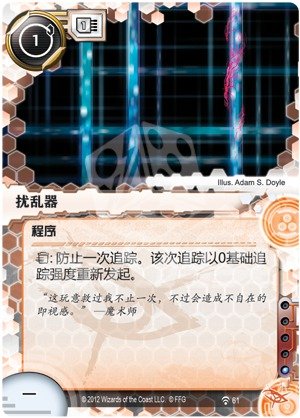 1
1
Illus. Adam S. Doyle
扰乱器
程序
: 防止一次追踪。该次追踪以0基础追
踪强度重新发起。
“这玩意救过我不止一次，不过会造成不自在的
即视感。”—魔术师
—
© 2012 Wizards of the Coast LLC. © FFG
61